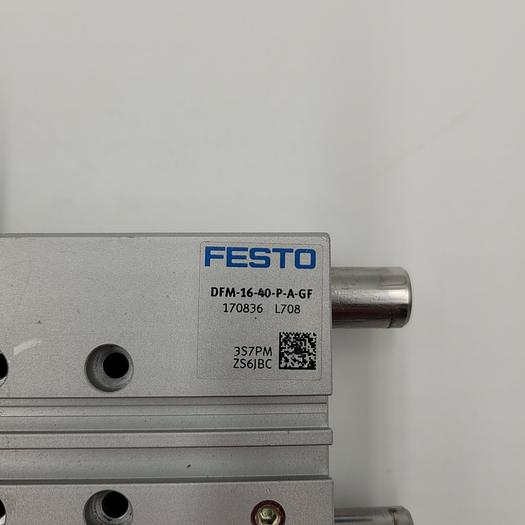 FESTO
DFM-16-40-P-A-GF
170836 L708
3S7PM
ZS6JBC